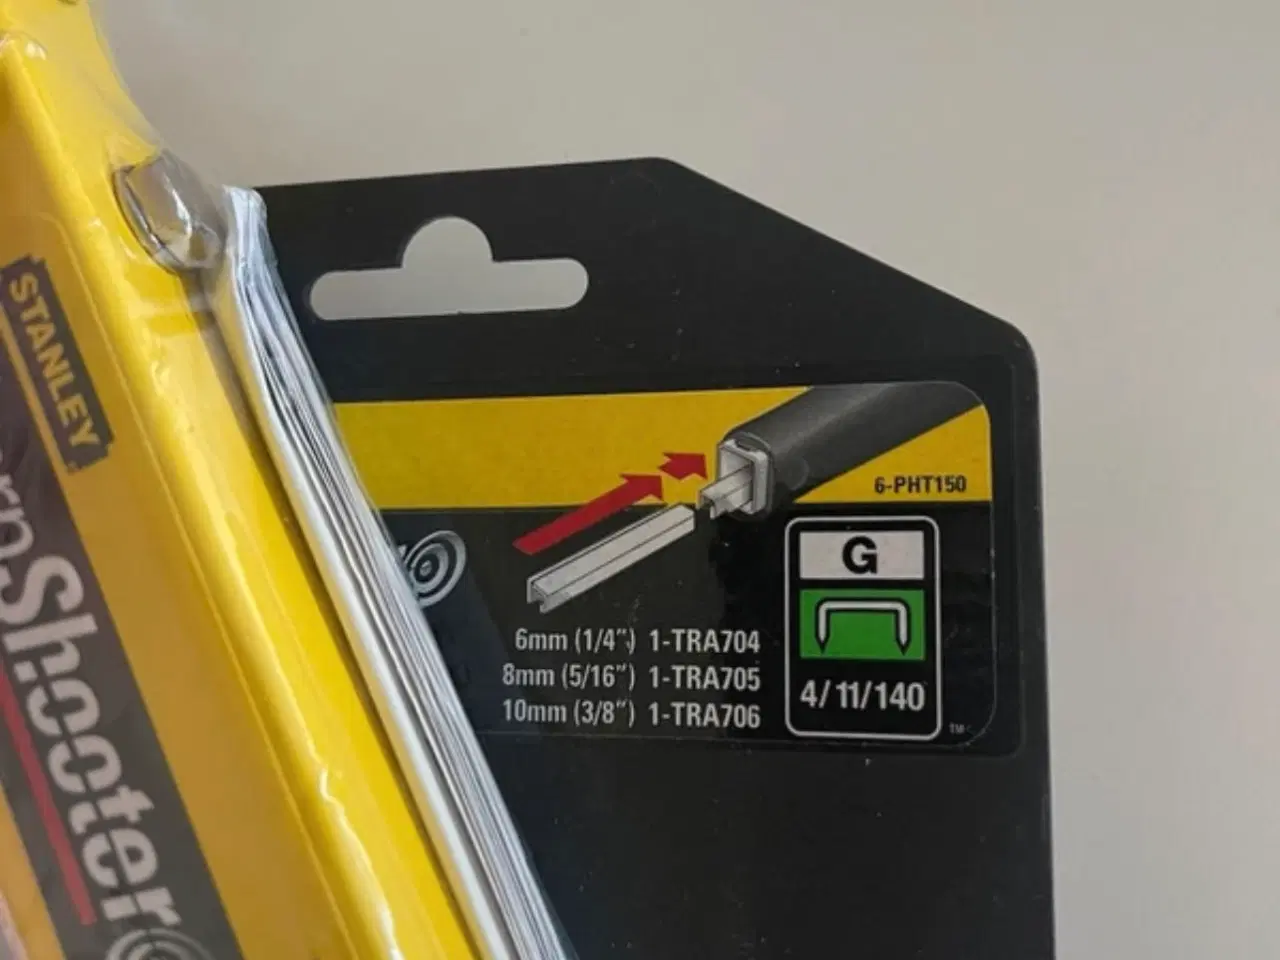 STANLEY
Shooter
6-PHT150
G
6mm (1/4") 1-TRA704
8mm (5/16") 1-TRA705
10mm (3/8") 1-TRA706
4/11/140
TM